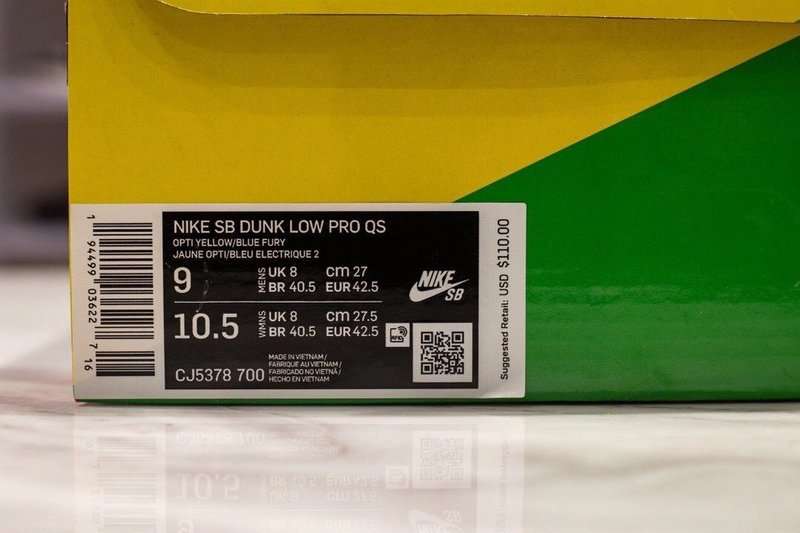 NIKE SB DUNK LOW PRO QS
OPTI YELLOW/BLUE FURY
JAUNE OPTI/BLEU ELECTRIQUE 2
9 MENS UK 8 cm 27
BR 40.5 EUR 42.5
10.5 WMNS UK 8 cm 27.5
BR 40.5 EUR 42.5
CJ5378 700
MADE IN VIETNAM /
FABRIQUÉ AU VIETNAM /
FABRICADO NO VIETNÃ /
HECHO EN VIETNAM
NIKE
SB
Suggested Retail: USD $110.00
1 94499 03622 7 16